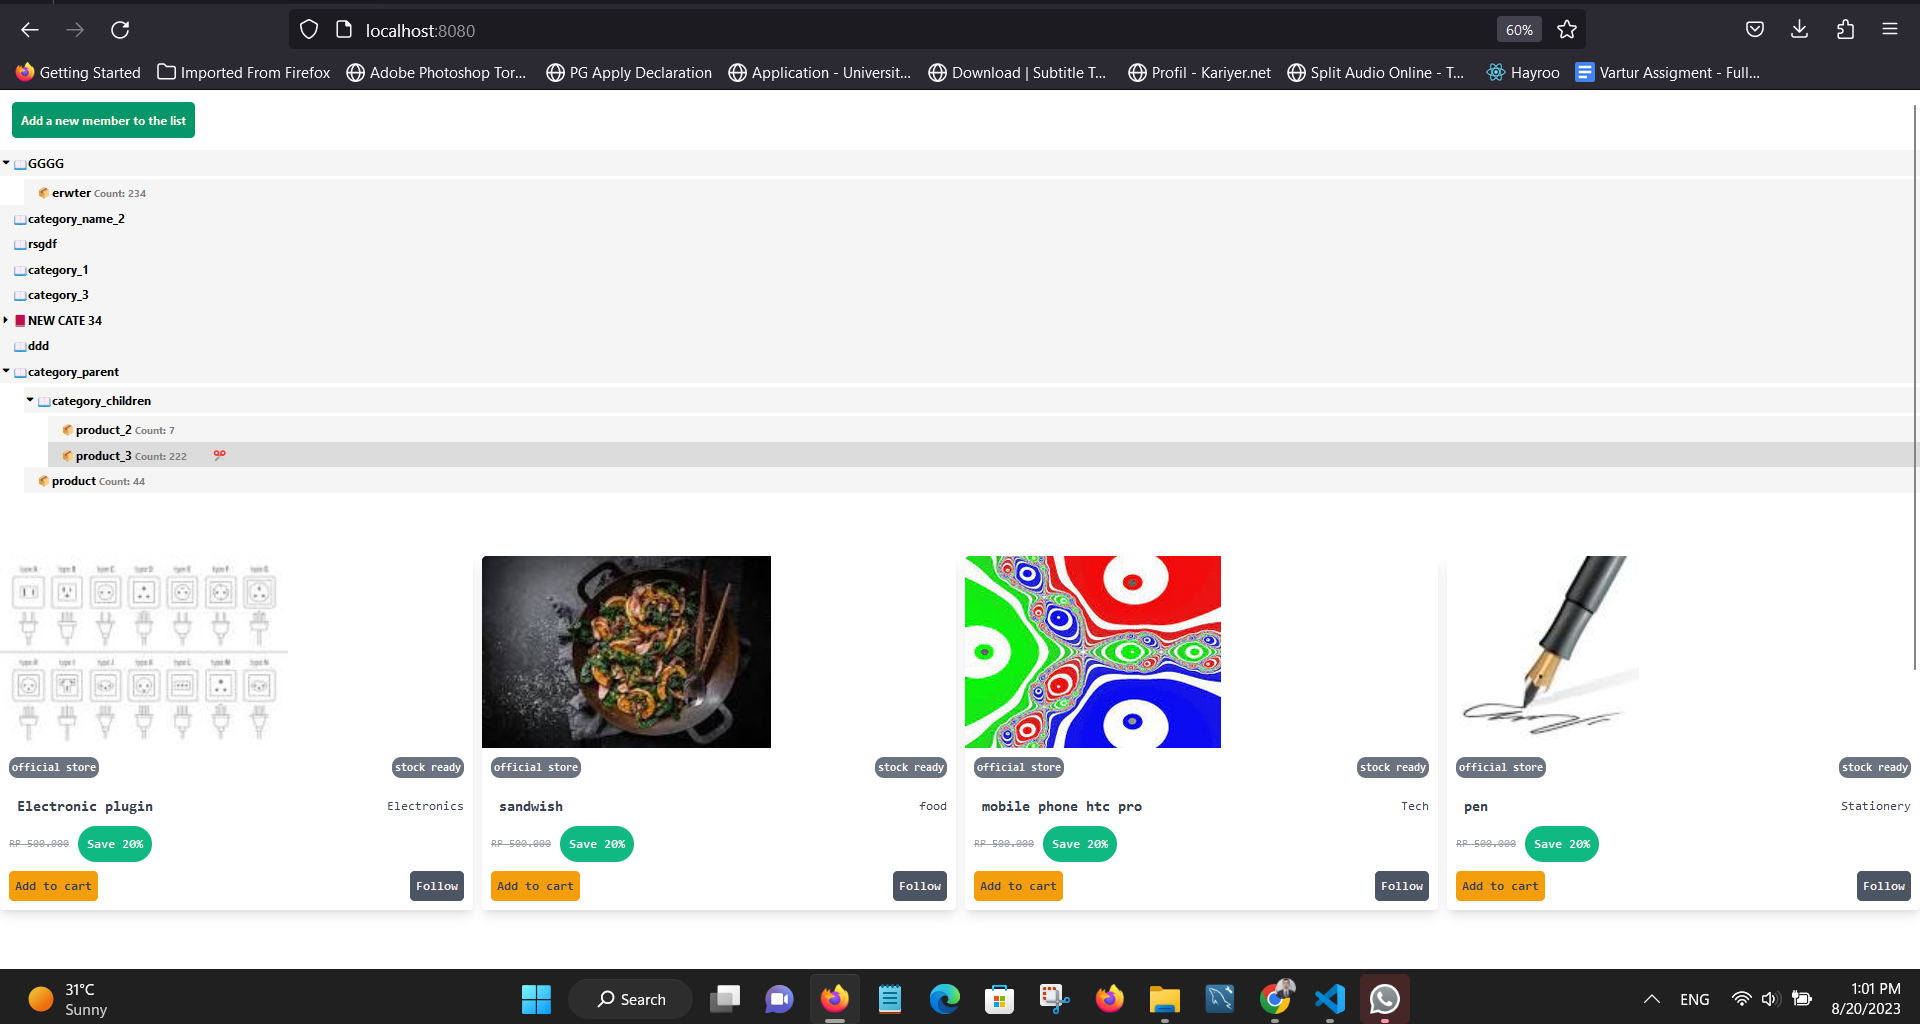 localhost:8080
60%
Getting Started
Imported From Firefox
Adobe Photoshop Tor...
PG Apply Declaration
Application - Universit...
Download | Subtitle T...
Profil - Kariyer.net
Split Audio Online - T...
Hayroo
Vartur Assigment - Full...
Add a new member to the list
GGGG
erwter Count: 234
category_name_2
rsgdf
category_1
category_3
NEW CATE 34
ddd
category_parent
category_children
product_2 Count: 7
product_3 Count: 222
product Count: 44
official store
stock ready
Electronic plugin
Electronics
RP 500.000
Save 20%
Add to cart
Follow
official store
stock ready
sandwish
food
RP 500.000
Save 20%
Add to cart
Follow
official store
stock ready
mobile phone htc pro
Tech
RP 500.000
Save 20%
Add to cart
Follow
official store
stock ready
pen
Stationery
RP 500.000
Save 20%
Add to cart
Follow
31°C
Sunny
Search
ENG
1:01 PM
8/20/2023